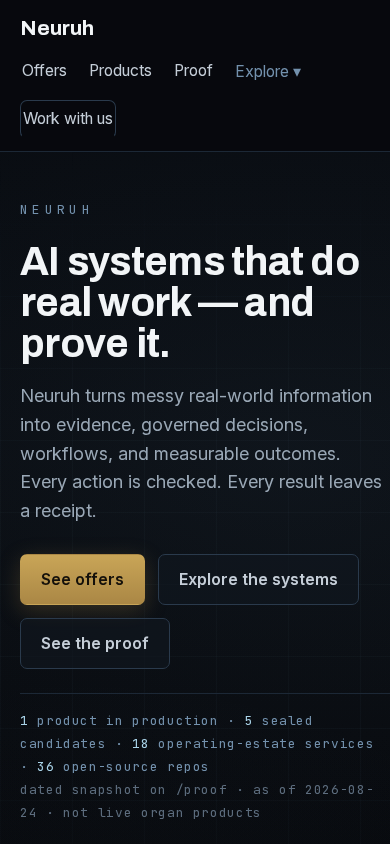 Neuruh
Offers Products Proof Explore ▾
Work with us
NEURUH
AI systems that do
real work — and
prove it.
Neuruh turns messy real-world information
into evidence, governed decisions,
workflows, and measurable outcomes.
Every action is checked. Every result leaves
a receipt.
See offers Explore the systems
See the proof
1 product in production · 5 sealed
candidates · 18 operating-estate services
· 36 open-source repos
dated snapshot on /proof · as of 2026-08-
24 · not live organ products